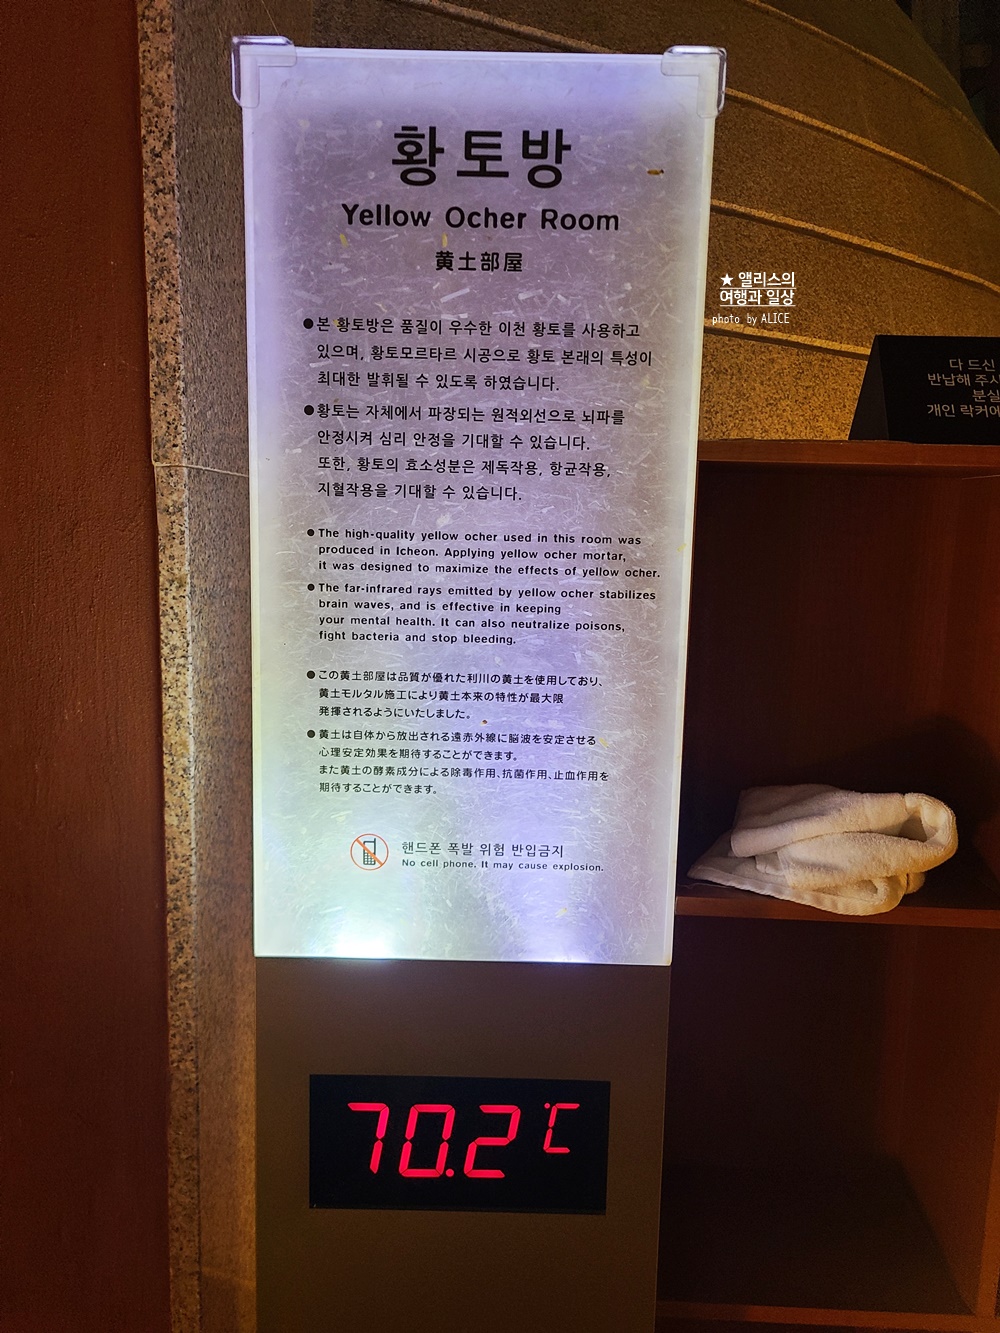 황토방
Yellow Ocher Room
黄土部屋
●본 황토방은 품질이 우수한 이천 황토를 사용하고
있으며, 황토모르타르 시공으로 황토 본래의 특성이
최대한 발휘될 수 있도록 하였습니다.
●황토는 자체에서 파장되는 원적외선으로 뇌파를
안정시켜 심리 안정을 기대할 수 있습니다.
또한, 황토의 효소성분은 제독작용, 항균작용,
지혈작용을 기대할 수 있습니다.
●The high-quality yellow ocher used in this room was
produced in Icheon. Applying yellow ocher mortar,
it was designed to maximize the effects of yellow ocher.
●The far-infrared rays emitted by yellow ocher stabilizes
brain waves, and is effective in keeping
your mental health. It can also neutralize poisons,
fight bacteria and stop bleeding.
●この黄土部屋は品質が優れた利川の黄土を使用しており、
黄土モルタル施工により黄土本来の特性が最大限
発揮されるようにいたしました。
●黄土は自体から放出される遠赤外線に脳波を安定させる
心理安定効果を期待することができます。
また黄土の酵素成分による除毒作用、抗菌作用、止血作用を
期待することができます。
핸드폰 폭발 위험 반입금지
No cell phone. It may cause explosion.
70.2℃
★ 앨리스의
여행과 일상
photo by ALICE
다 드신
반납해 주시
분실
개인 락커에